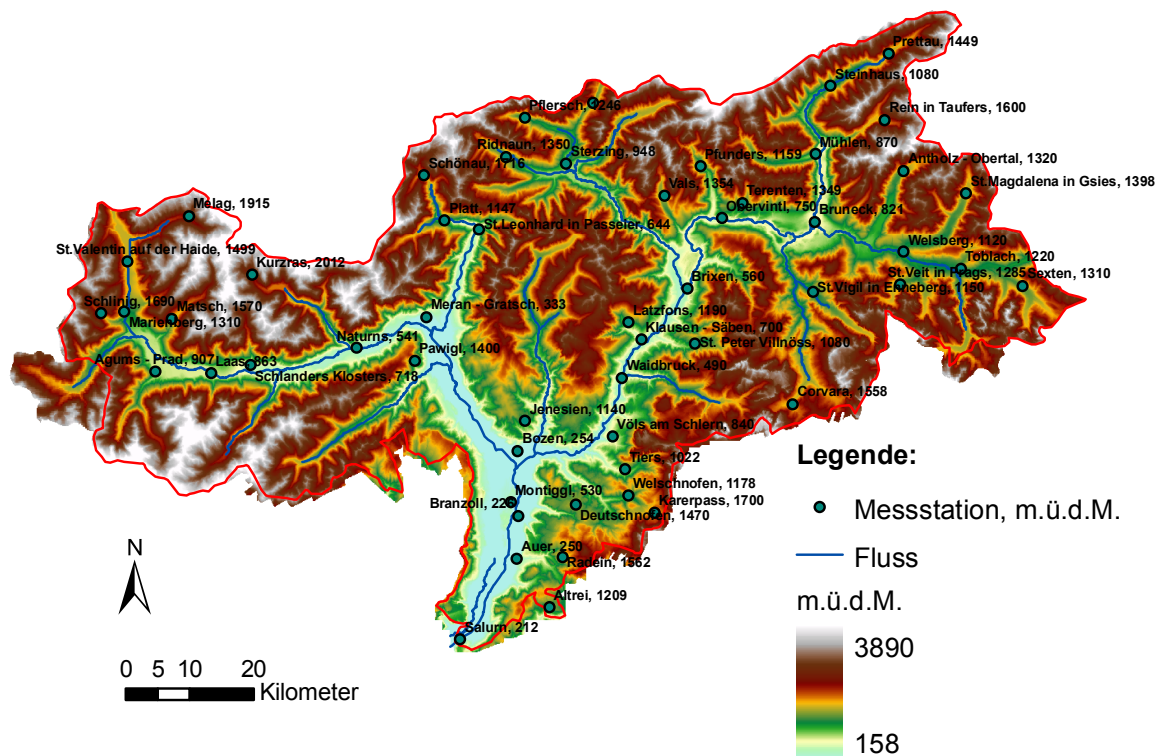 Prettau, 1449
Steinhaus, 1080
Pflersch, 1246
Rein in Taufers, 1600
Ridnaun, 1350
Sterzing, 948
Mühlen, 870
Schönau, 1716
Pfunders, 1159
Antholz - Obertal, 1320
Vals, 1354
Terenten, 1349
St.Magdalena in Gsies, 1398
Melag, 1915
Platt, 1147
St.Leonhard in Passeier, 644
Obervintl, 750
Bruneck, 821
St.Valentin auf der Haide, 1499
Kurzras, 2012
Welsberg, 1120
Toblach, 1220
Brixen, 560
St.Veit in Prags, 1285
Sexten, 1310
St.Vigil in Enneberg, 1150
Schlinig, 1690
Matsch, 1570
Marienberg, 1310
Meran - Gratsch, 333
Latzfons, 1190
Klausen - Säben, 700
Naturns, 541
Pawigl, 1400
St. Peter Villnöss, 1080
Agums - Prad, 907
Laas, 863
Schlanders Klosters, 718
Waidbruck, 490
Corvara, 1558
Jenesien, 1140
Völs am Schlern, 840
Bozen, 254
Tiers, 1022
Legende:
Welschnofen, 1178
Montiggl, 530
Branzoll, 226
Karerpass, 1700
Deutschnofen, 1470
Messstation, m.ü.d.M.
Auer, 250
Radein, 1562
Fluss
N
Altrei, 1209
m.ü.d.M.
Salurn, 212
3890
0 5 10 20
Kilometer
158